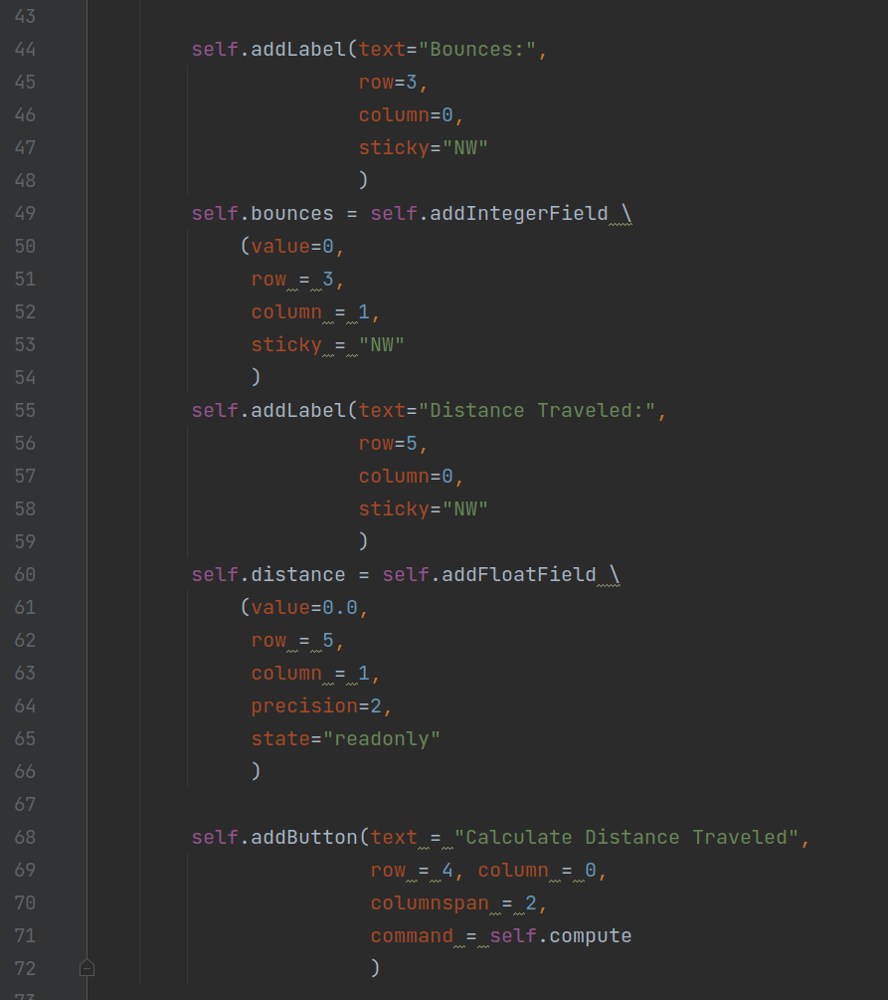 43
44 self.addLabel(text="Bounces:",
45 row=3,
46 column=0,
47 sticky="NW"
48 )
49 self.bounces = self.addIntegerField \
50 (value=0,
51 row = 3,
52 column = 1,
53 sticky = "NW"
54 )
55 self.addLabel(text="Distance Traveled:",
56 row=5,
57 column=0,
58 sticky="NW"
59 )
60 self.distance = self.addFloatField \
61 (value=0.0,
62 row = 5,
63 column = 1,
64 precision=2,
65 state="readonly"
66 )
67
68 self.addButton(text = "Calculate Distance Traveled",
69 row = 4, column = 0,
70 columnspan = 2,
71 command = self.compute
72 )
73